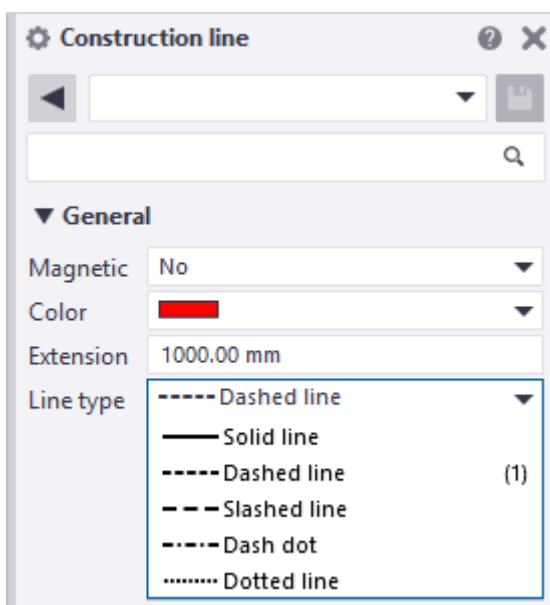 Construction line
General
Magnetic No
Color
Extension 1000.00 mm
Line type Dashed line
Solid line
Dashed line (1)
Slashed line
Dash dot
Dotted line